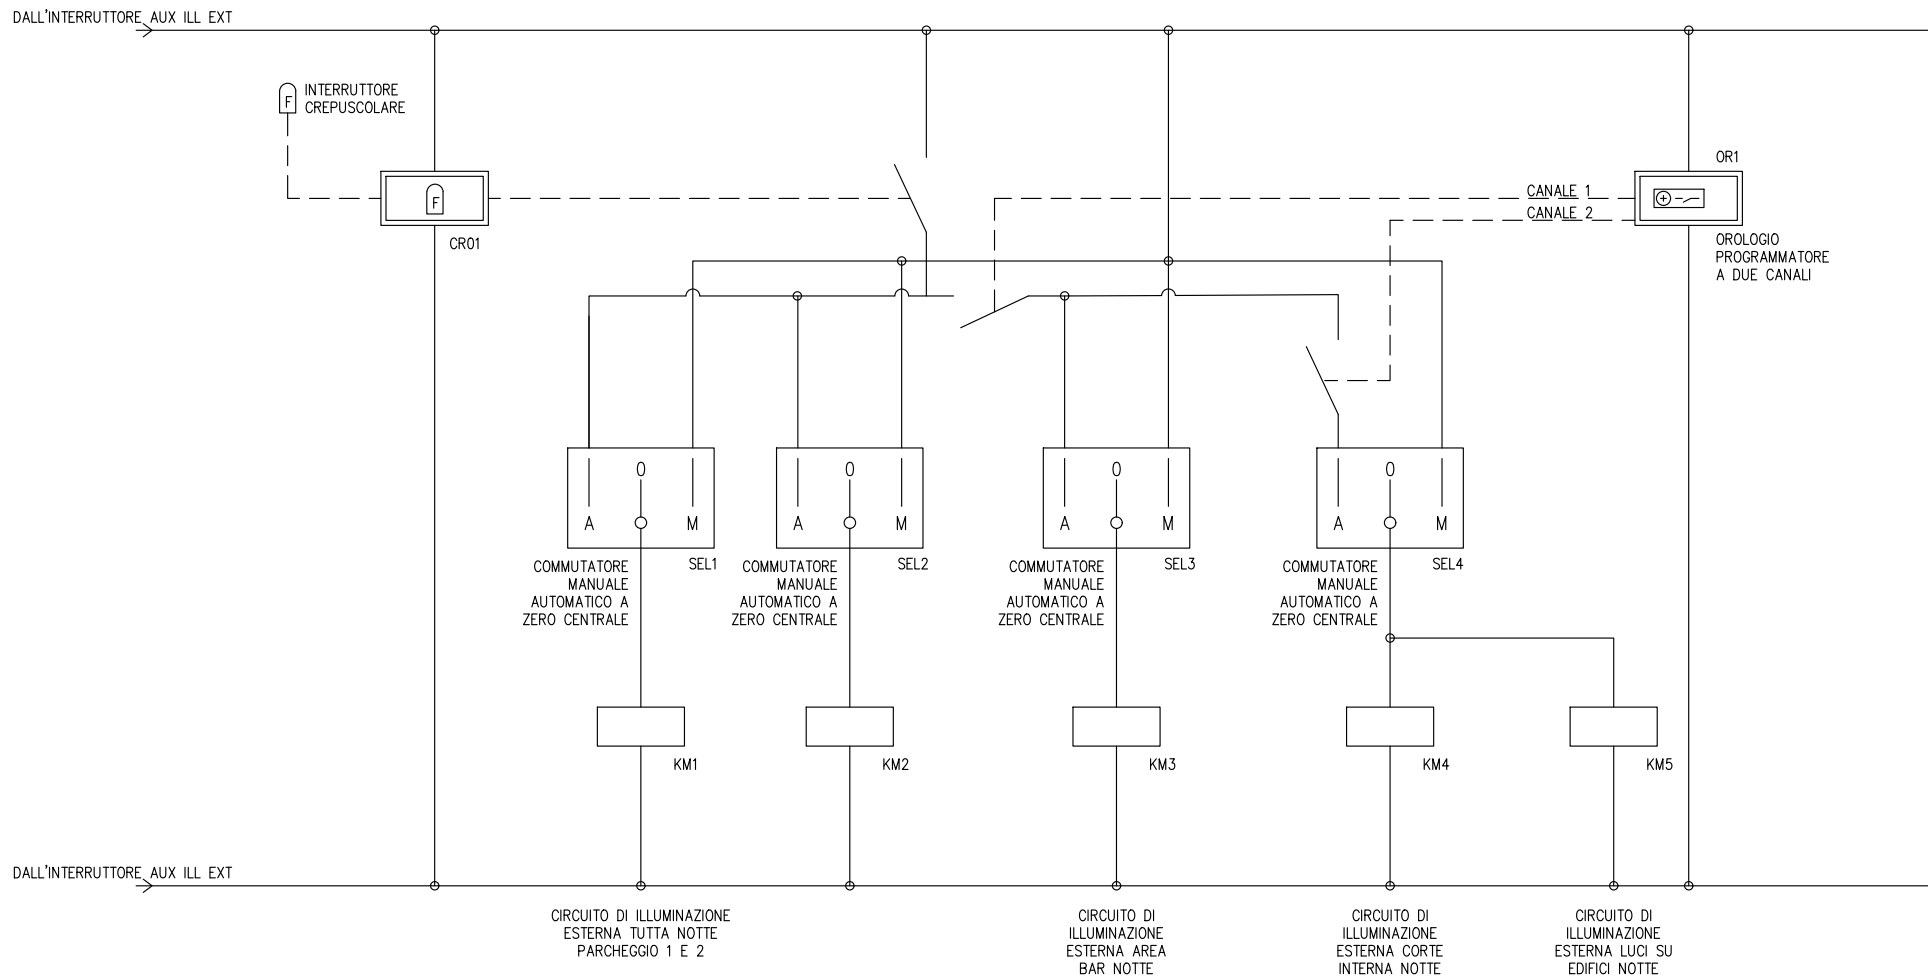 DALL'INTERRUTTORE AUX ILL EXT
INTERRUTTORE
CREPUSCOLARE
F
F
CR01
OR1
CANALE 1
CANALE 2
OROLOGIO
PROGRAMMATORE
A DUE CANALI
0
A
M
0
A
M
0
A
M
0
A
M
SEL1
COMMUTATORE
MANUALE
AUTOMATICO A
ZERO CENTRALE
SEL2
COMMUTATORE
MANUALE
AUTOMATICO A
ZERO CENTRALE
SEL3
COMMUTATORE
MANUALE
AUTOMATICO A
ZERO CENTRALE
SEL4
COMMUTATORE
MANUALE
AUTOMATICO A
ZERO CENTRALE
KM1
KM2
KM3
KM4
KM5
DALL'INTERRUTTORE AUX ILL EXT
CIRCUITO DI ILLUMINAZIONE
ESTERNA TUTTA NOTTE
PARCHEGGIO 1 E 2
CIRCUITO DI
ILLUMINAZIONE
ESTERNA AREA
BAR NOTTE
CIRCUITO DI
ILLUMINAZIONE
ESTERNA CORTE
INTERNA NOTTE
CIRCUITO DI
ILLUMINAZIONE
ESTERNA LUCI SU
EDIFICI NOTTE